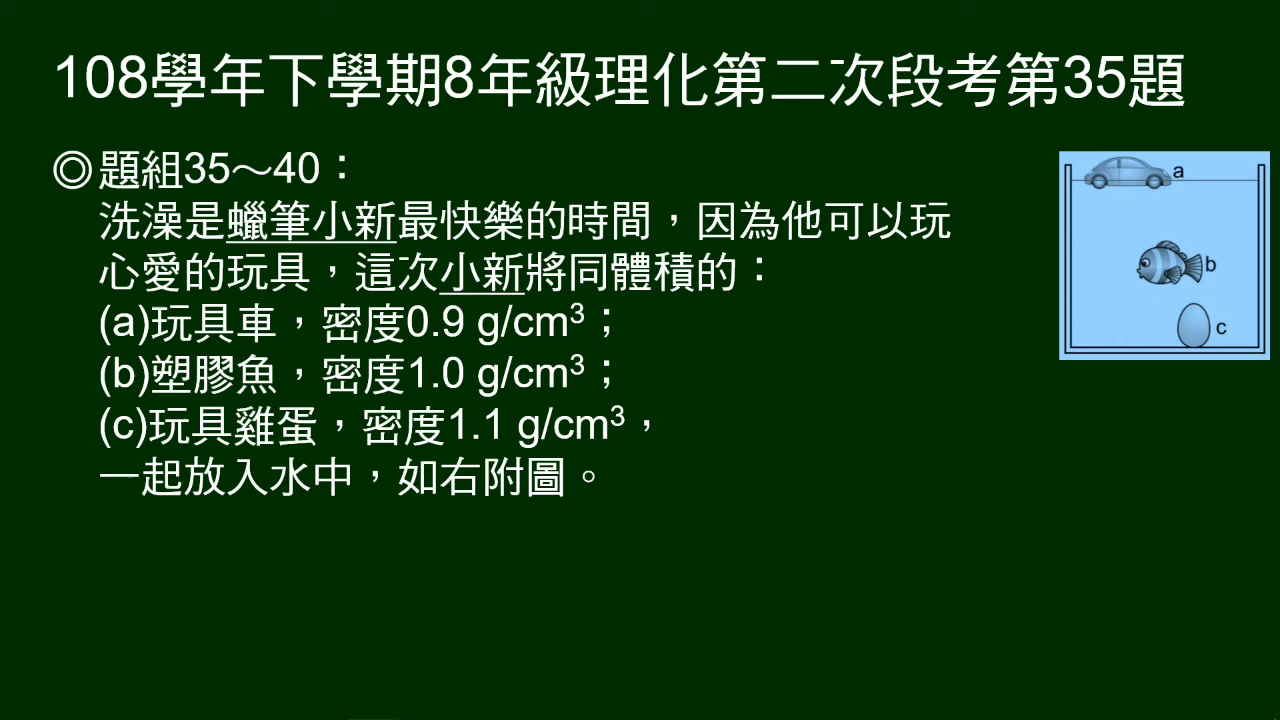 108學年下學期8年級理化第二次段考第35題
◎題組35～40：
洗澡是蠟筆小新最快樂的時間，因為他可以玩
心愛的玩具，這次小新將同體積的：
(a)玩具車，密度0.9 g/cm³；
(b)塑膠魚，密度1.0 g/cm³；
(c)玩具雞蛋，密度1.1 g/cm³，
一起放入水中，如右附圖。
a
b
c